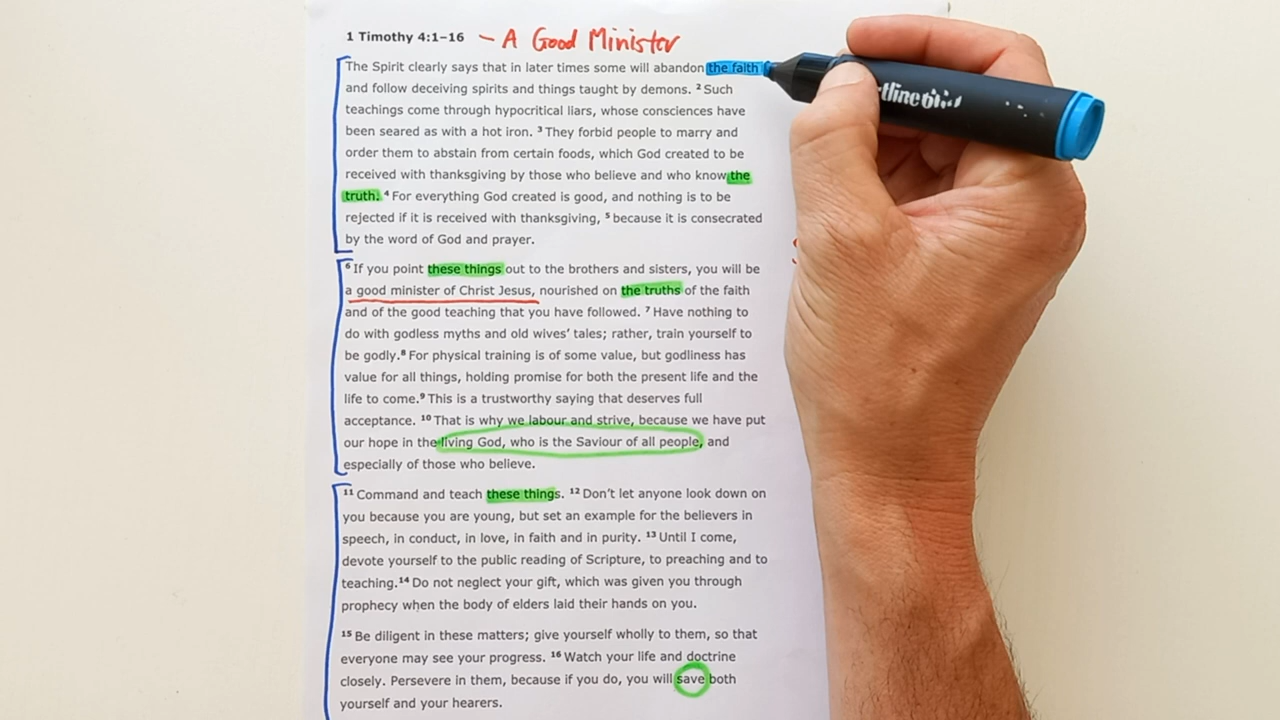 1 Timothy 4:1–16 – A Good Minister
The Spirit clearly says that in later times some will abandon the faith
and follow deceiving spirits and things taught by demons. ² Such
teachings come through hypocritical liars, whose consciences have
been seared as with a hot iron. ³ They forbid people to marry and
order them to abstain from certain foods, which God created to be
received with thanksgiving by those who believe and who know the
truth. ⁴ For everything God created is good, and nothing is to be
rejected if it is received with thanksgiving, ⁵ because it is consecrated
by the word of God and prayer.
⁶ If you point these things out to the brothers and sisters, you will be
a good minister of Christ Jesus, nourished on the truths of the faith
and of the good teaching that you have followed. ⁷ Have nothing to
do with godless myths and old wives’ tales; rather, train yourself to
be godly.⁸ For physical training is of some value, but godliness has
value for all things, holding promise for both the present life and the
life to come.⁹ This is a trustworthy saying that deserves full
acceptance. ¹⁰ That is why we labour and strive, because we have put
our hope in the living God, who is the Saviour of all people, and
especially of those who believe.
¹¹ Command and teach these things. ¹² Don’t let anyone look down on
you because you are young, but set an example for the believers in
speech, in conduct, in love, in faith and in purity. ¹³ Until I come,
devote yourself to the public reading of Scripture, to preaching and to
teaching.¹⁴ Do not neglect your gift, which was given you through
prophecy when the body of elders laid their hands on you.
¹⁵ Be diligent in these matters; give yourself wholly to them, so that
everyone may see your progress. ¹⁶ Watch your life and doctrine
closely. Persevere in them, because if you do, you will save both
yourself and your hearers.